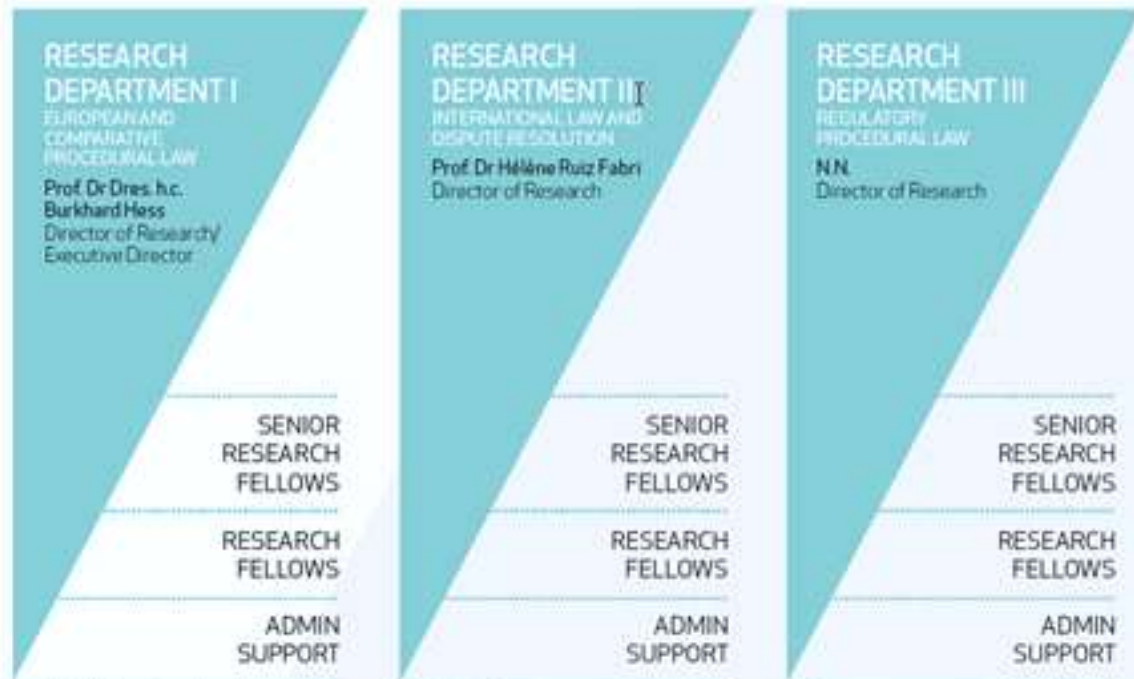 RESEARCH
DEPARTMENT I
EUROPEAN AND
COMPARATIVE
PROCEDURAL LAW
Prof. Dr Dres. h.c.
Burkhard Hess
Director of Research/
Executive Director
SENIOR
RESEARCH
FELLOWS
RESEARCH
FELLOWS
ADMIN
SUPPORT
RESEARCH
DEPARTMENT II
INTERNATIONAL LAW AND
DISPUTE RESOLUTION
Prof. Dr Hélène Ruiz Fabri
Director of Research
SENIOR
RESEARCH
FELLOWS
RESEARCH
FELLOWS
ADMIN
SUPPORT
RESEARCH
DEPARTMENT III
REGULATORY
PROCEDURAL LAW
N.N.
Director of Research
SENIOR
RESEARCH
FELLOWS
RESEARCH
FELLOWS
ADMIN
SUPPORT